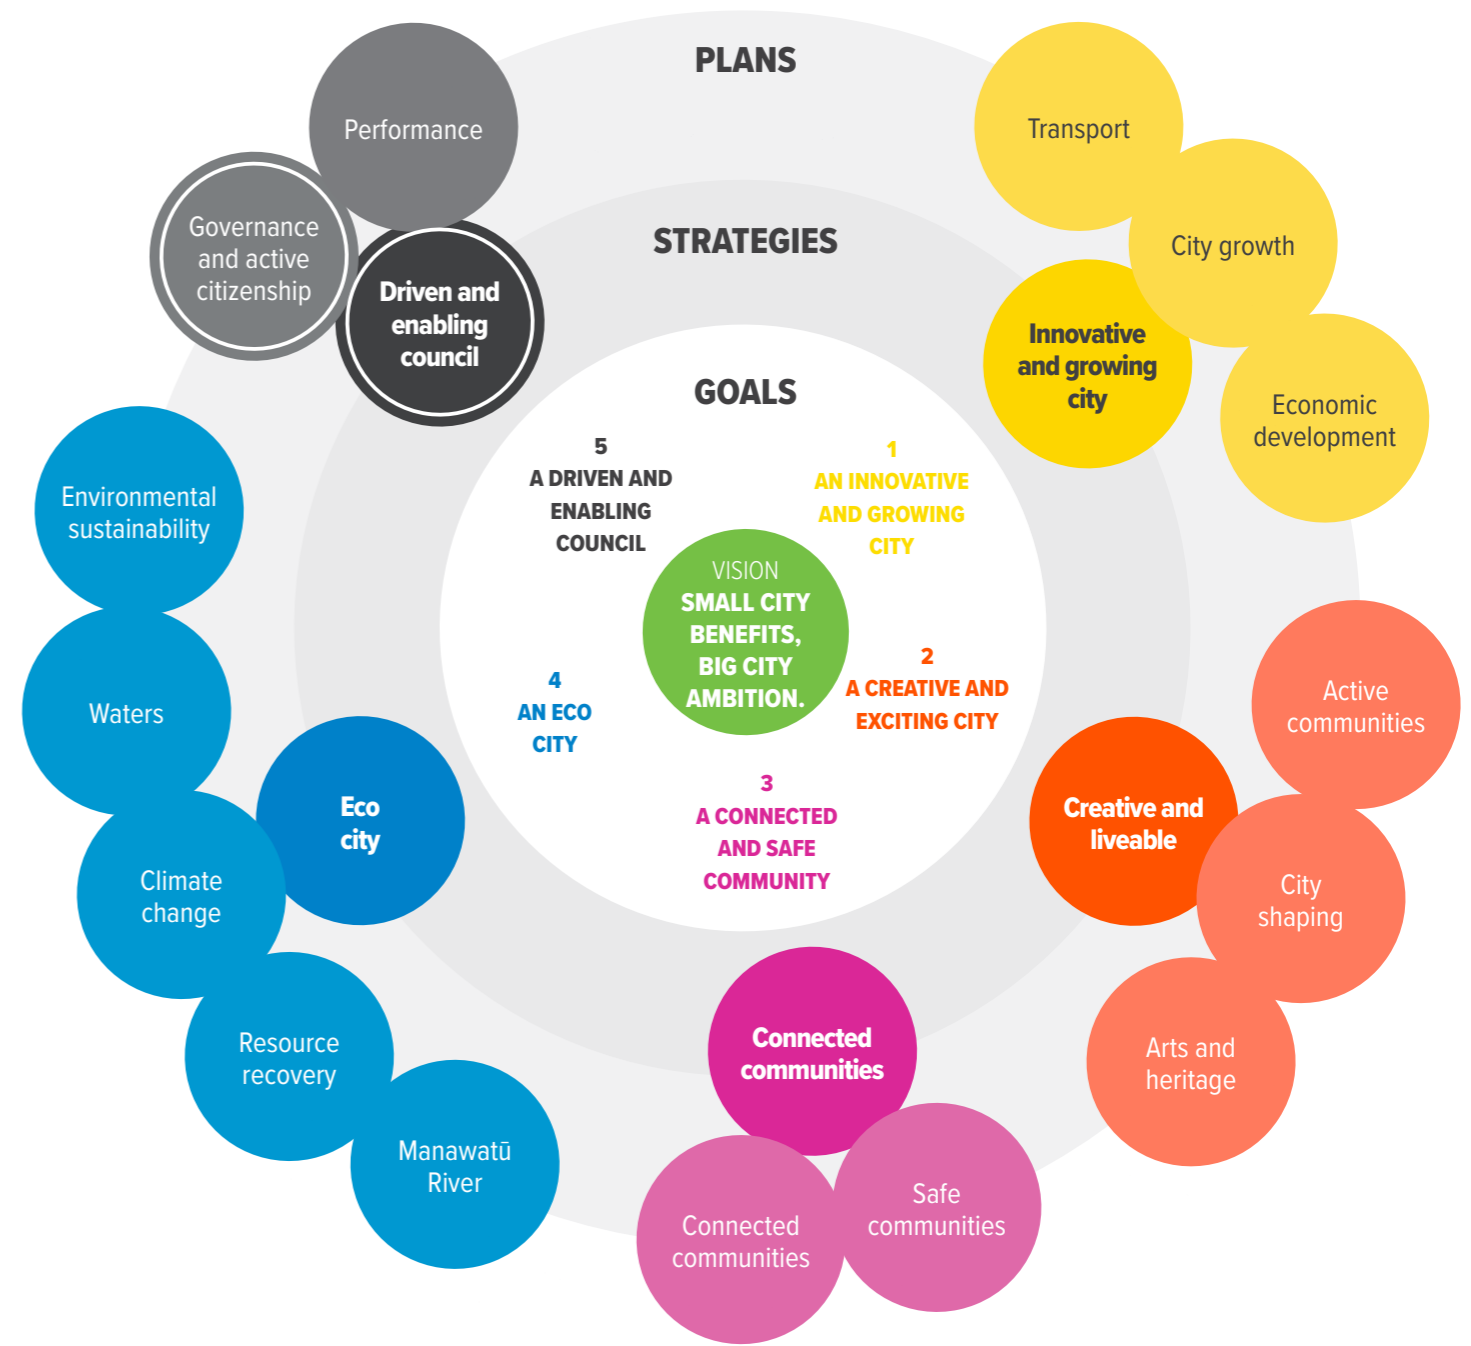 PLANS
STRATEGIES
GOALS
VISION
SMALL CITY
BENEFITS,
BIG CITY
AMBITION.
1
AN INNOVATIVE
AND GROWING
CITY
2
A CREATIVE AND
EXCITING CITY
3
A CONNECTED
AND SAFE
COMMUNITY
4
AN ECO
CITY
5
A DRIVEN AND
ENABLING
COUNCIL
Innovative
and growing
city
Transport
City growth
Economic
development
Creative and
liveable
Active
communities
City
shaping
Arts and
heritage
Connected
communities
Safe
communities
Connected
communities
Eco
city
Manawatū
River
Resource
recovery
Climate
change
Waters
Environmental
sustainability
Driven and
enabling
council
Governance
and active
citizenship
Performance